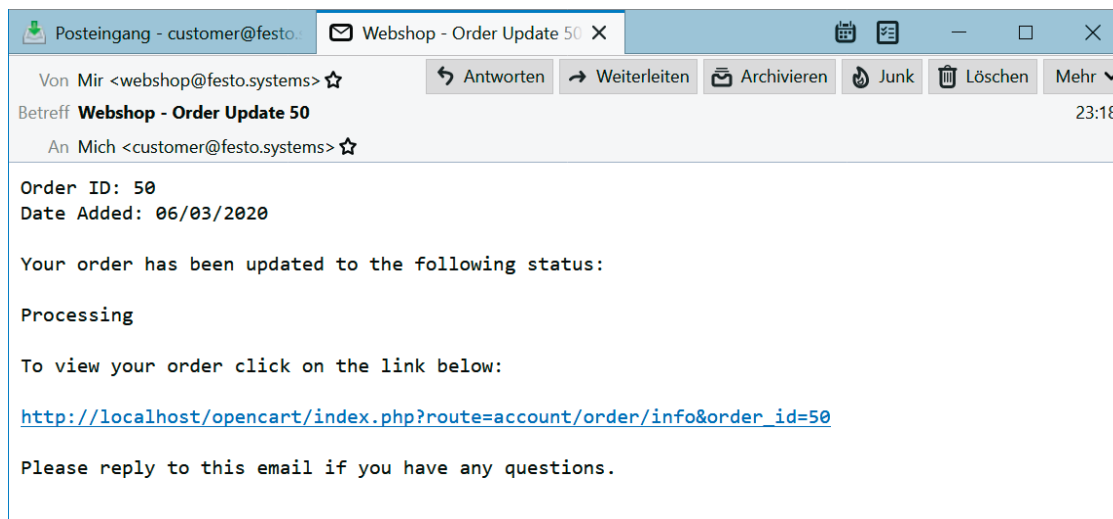 Posteingang - customer@festo.
Webshop - Order Update 50
Von Mir <webshop@festo.systems>
Antworten Weiterleiten Archivieren Junk Löschen Mehr
Betreff Webshop - Order Update 50
23:18
An Mich <customer@festo.systems>
Order ID: 50
Date Added: 06/03/2020
Your order has been updated to the following status:
Processing
To view your order click on the link below:
http://localhost/opencart/index.php?route=account/order/info&order_id=50
Please reply to this email if you have any questions.